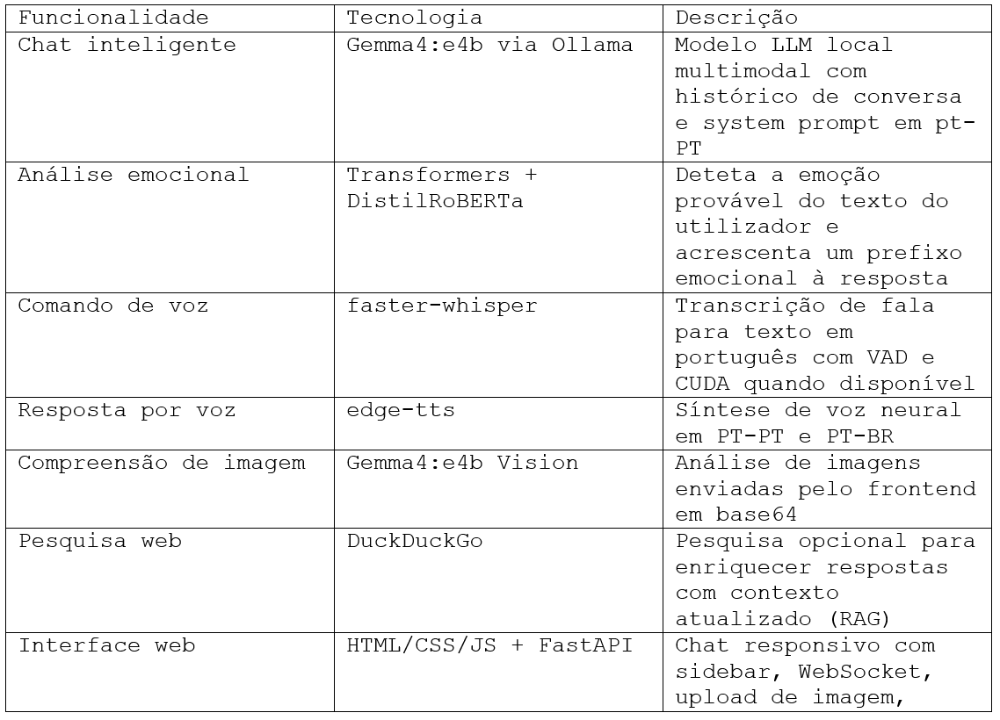 Funcionalidade Tecnologia Descrição
Chat inteligente Gemma4:e4b via Ollama Modelo LLM local
multimodal com
histórico de conversa
e system prompt em pt-
PT
Análise emocional Transformers + Deteta a emoção
DistilRoBERTa provável do texto do
utilizador e
acrescenta um prefixo
emocional à resposta
Comando de voz faster-whisper Transcrição de fala
para texto em
português com VAD e
CUDA quando disponível
Resposta por voz edge-tts Síntese de voz neural
em PT-PT e PT-BR
Compreensão de imagem Gemma4:e4b Vision Análise de imagens
enviadas pelo frontend
em base64
Pesquisa web DuckDuckGo Pesquisa opcional para
enriquecer respostas
com contexto
atualizado (RAG)
Interface web HTML/CSS/JS + FastAPI Chat responsivo com
sidebar, WebSocket,
upload de imagem,